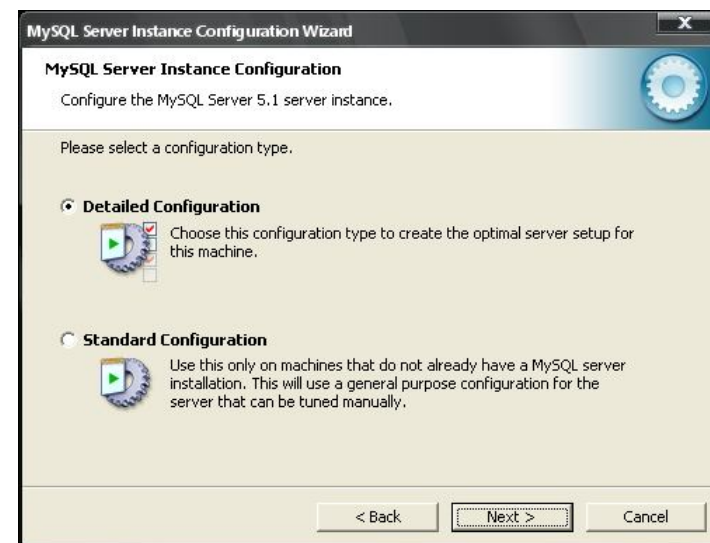 MySQL Server Instance Configuration Wizard
X
MySQL Server Instance Configuration
Configure the MySQL Server 5.1 server instance.
Please select a configuration type.
Detailed Configuration
Choose this configuration type to create the optimal server setup for
this machine.
Standard Configuration
Use this only on machines that do not already have a MySQL server
installation. This will use a general purpose configuration for the
server that can be tuned manually.
< Back
Next >
Cancel